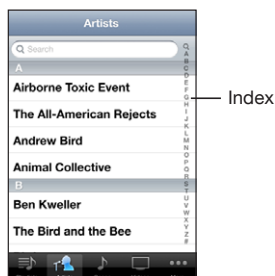 Artists
Search
A
Airborne Toxic Event
The All-American Rejects
Andrew Bird
Animal Collective
B
Ben Kweller
The Bird and the Bee
A
B
C
D
E
F
G
H
I
J
K
L
M
N
O
P
Q
R
S
T
U
V
W
X
Y
Z
#
Index